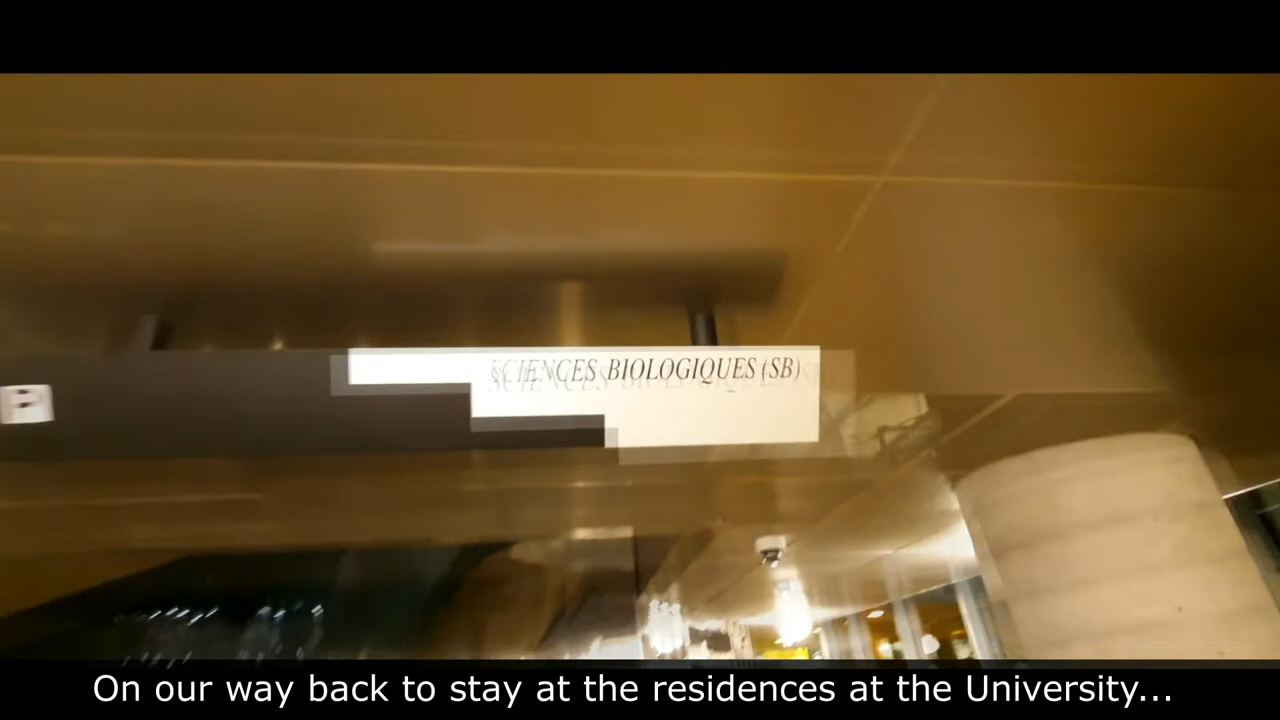 SCIENCES BIOLOGIQUES (SB)
P
On our way back to stay at the residences at the University...